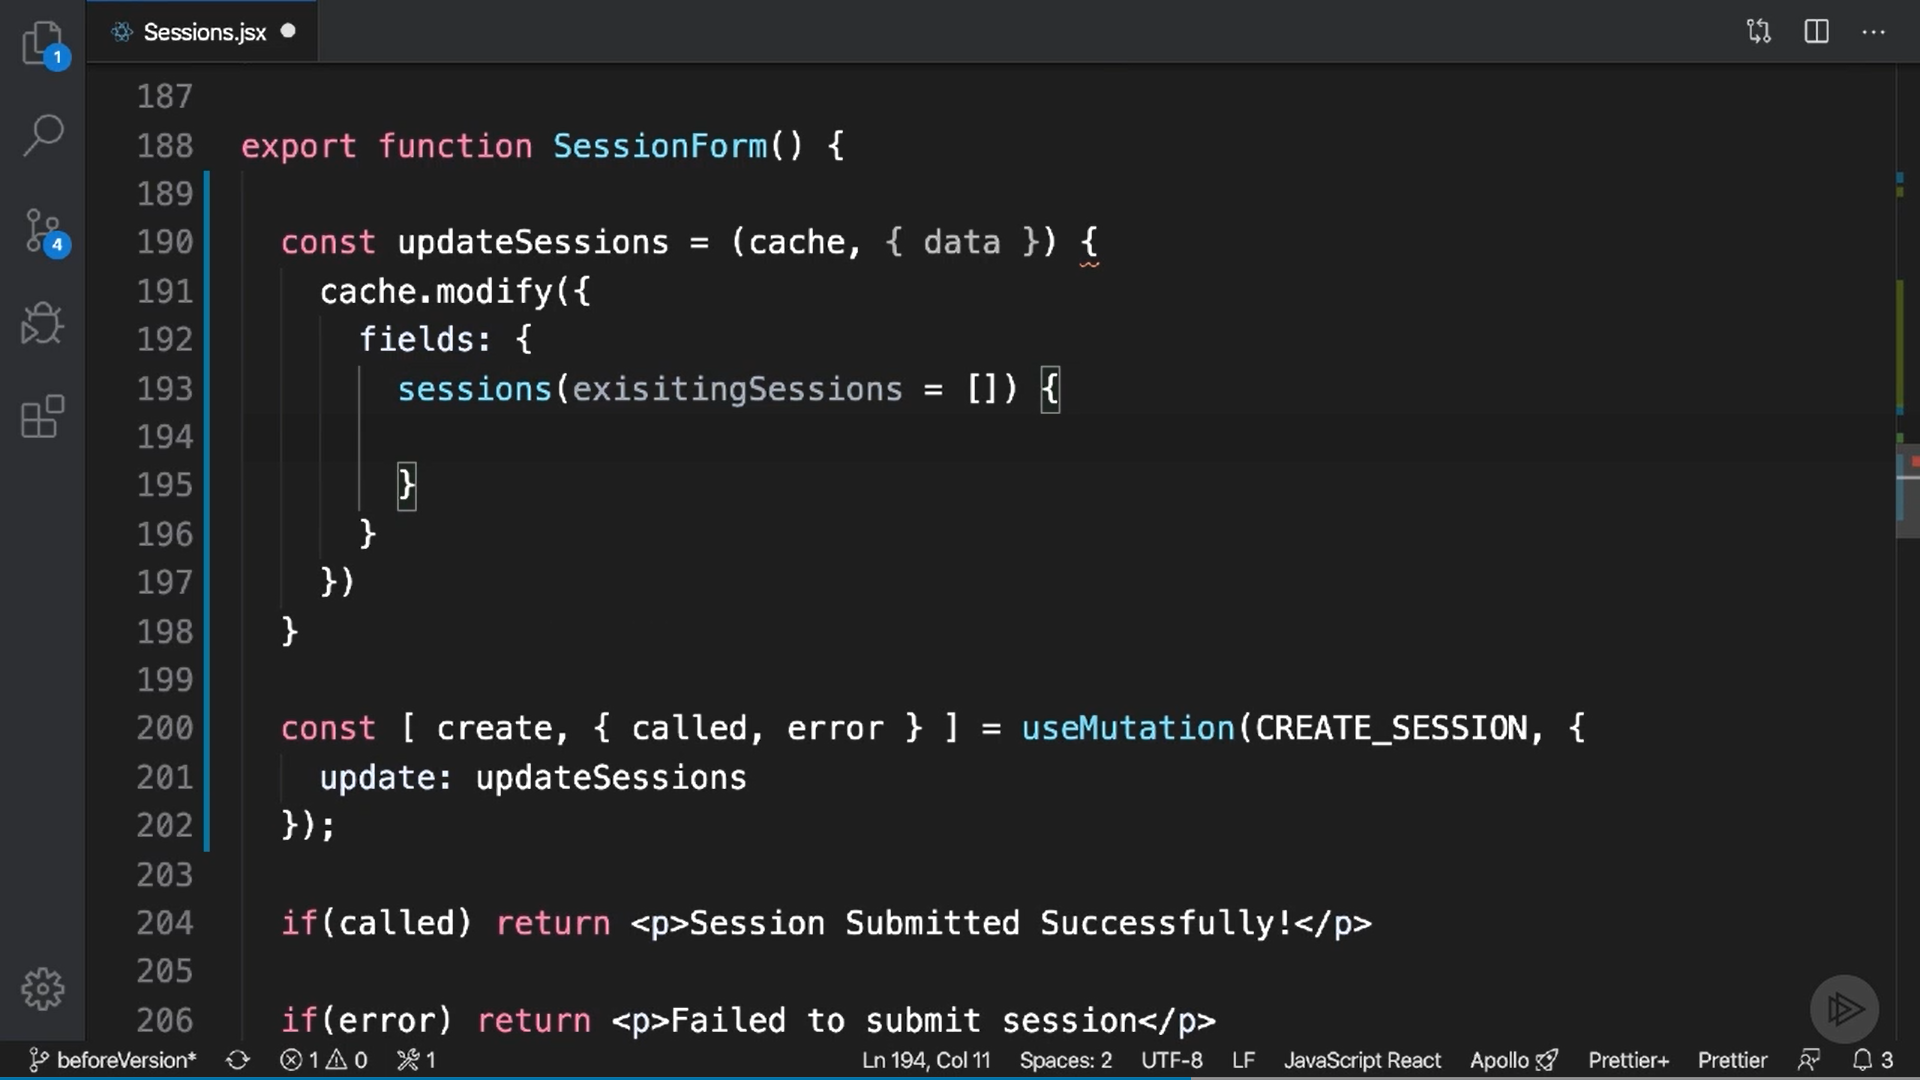 Sessions.jsx
1
4
187
188 export function SessionForm() {
189
190 const updateSessions = (cache, { data }) {
191 cache.modify({
192 fields: {
193 sessions(exisitingSessions = []) {
194
195 }
196 }
197 })
198 }
199
200 const [ create, { called, error } ] = useMutation(CREATE_SESSION, {
201 update: updateSessions
202 });
203
204 if(called) return <p>Session Submitted Successfully!</p>
205
206 if(error) return <p>Failed to submit session</p>
beforeVersion* 1 0 1 Ln 194, Col 11 Spaces: 2 UTF-8 LF JavaScript React Apollo Prettier+ Prettier 3